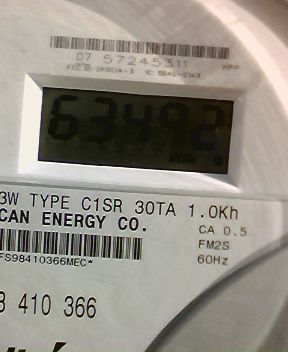 07 57245311
63492
3W TYPE C1SR 30TA 1.0Kh
CAN ENERGY CO.
CA 0.5
FM2S
60Hz
FS98410366MEC*
410 366